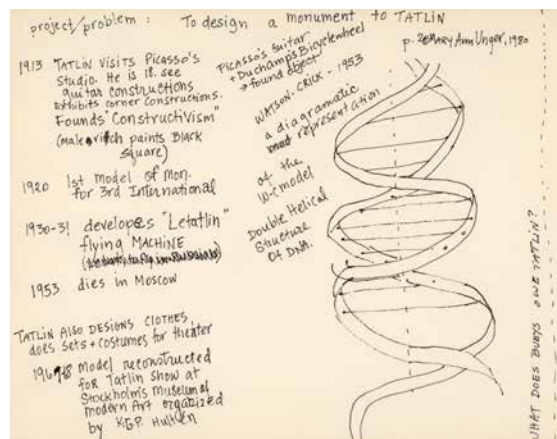 project/problem: To design a monument to TATLIN
p. 2 © MARY Ann Unger, 1980
1913 TATLIN VISITS PICASSO'S
Studio. He is 18. see
guitar constructions
Exhibits corner Constructions.
Founds "Constructivism"
(Malevitch paints BLACK
square)
1920 1st model of Mon.
for 3rd International
1930-31 developes "Letatlin"
flying MACHINE
1953 dies in Moscow
TATLIN ALSO DESIGNS CLOTHES,
does sets + costumes for theater
1968 Model reconstructed
for Tatlin show at
Stockholm's Museum of
Modern Art organized
by K.G.P. Hulten
PICASSO'S guitar
+ Duchamp's Bicycle wheel
→ found object
WATSON-CRICK - 1953
a diagramatic
representation
of the
W-C model
Double Helical
Structure
OF DNA.
WHAT DOES BUEYS OWE TATLIN?